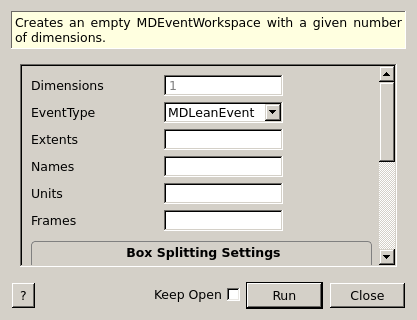 Creates an empty MDEventWorkspace with a given number
of dimensions.
Dimensions 1
EventType MDLeanEvent
Extents
Names
Units
Frames
Box Splitting Settings
? Keep Open Run Close